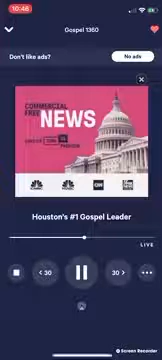 10:46
Gospel 1360
Don't like ads?
No ads
COMMERCIAL
FREE
NEWS
Houston's #1 Gospel Leader
LIVE
30
30
Screen Recorder